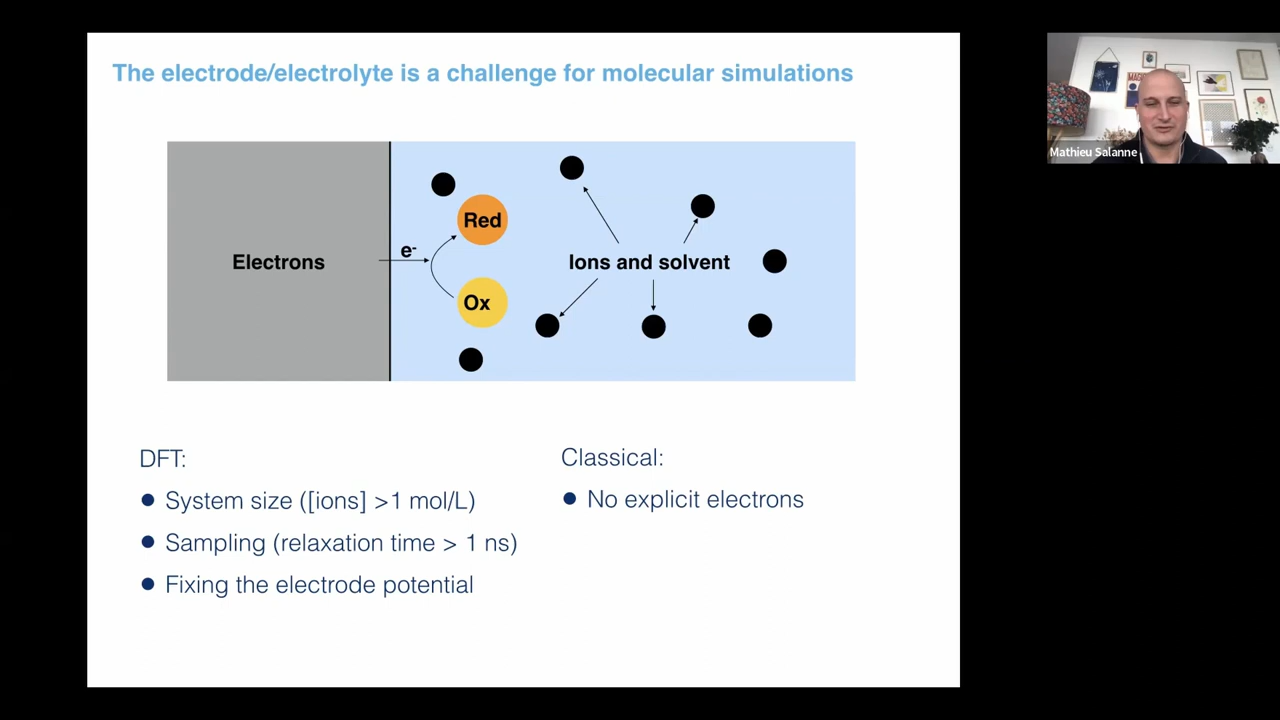 The electrode/electrolyte is a challenge for molecular simulations
Mathieu Salanne
Electrons
e-
Red
Ox
Ions and solvent
DFT:
System size ([ions] >1 mol/L)
Sampling (relaxation time > 1 ns)
Fixing the electrode potential
Classical:
No explicit electrons